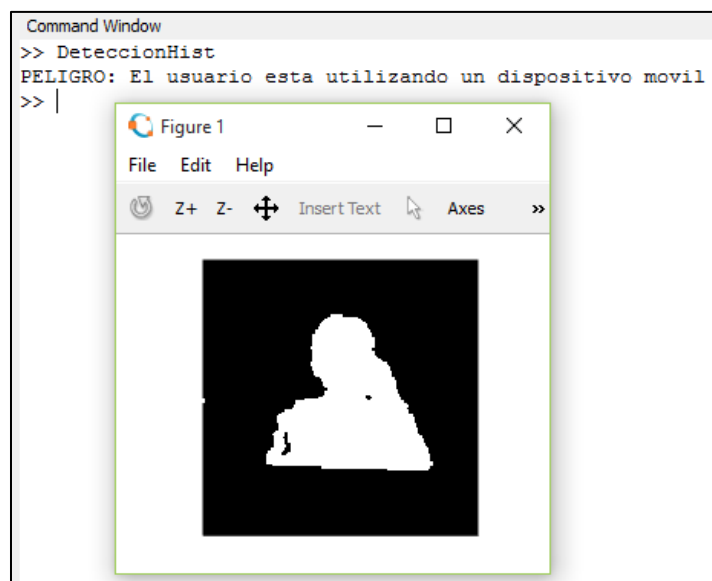 Command Window
>> DeteccionHist
PELIGRO: El usuario esta utilizando un dispositivo movil
>>
Figure 1
File Edit Help
Z+ Z- Insert Text Axes »